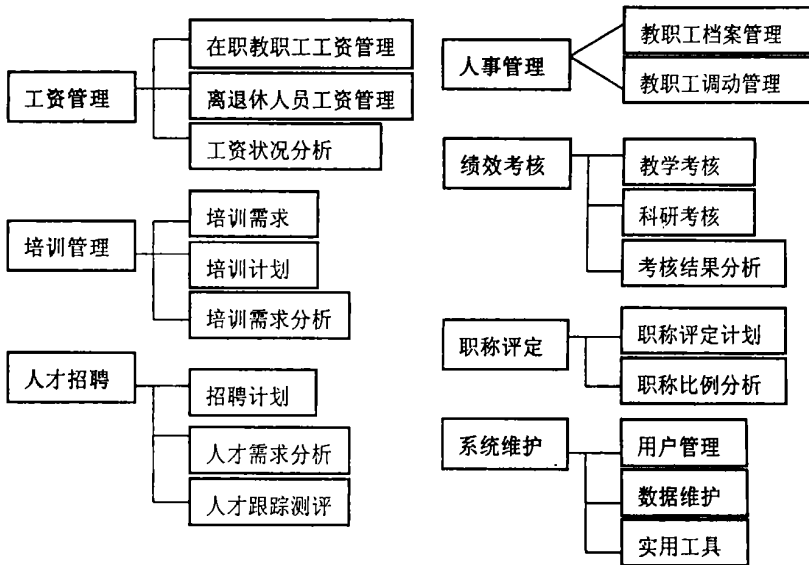 工资管理
在职教职工工资管理
离退休人员工资管理
工资状况分析
培训管理
培训需求
培训计划
培训需求分析
人才招聘
招聘计划
人才需求分析
人才跟踪测评
人事管理
教职工档案管理
教职工调动管理
绩效考核
教学考核
科研考核
考核结果分析
职称评定
职称评定计划
职称比例分析
系统维护
用户管理
数据维护
实用工具